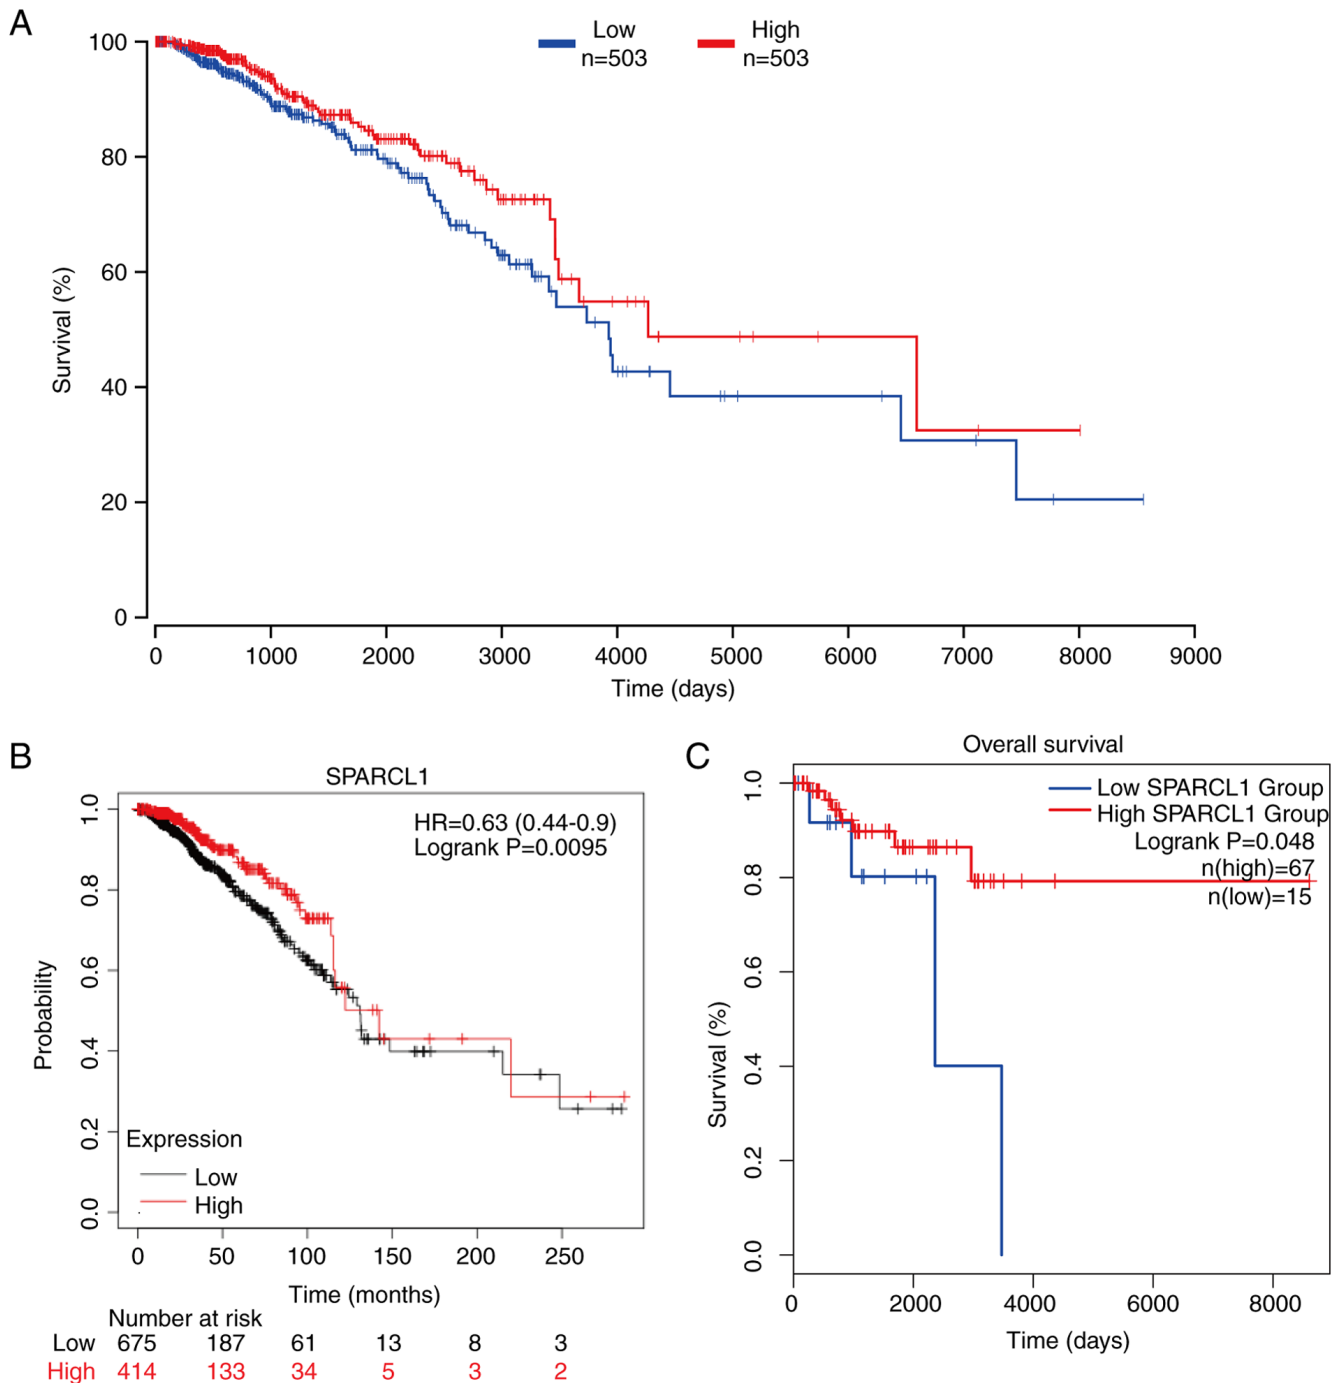 A
Low
n=503
High
n=503
100
80
60
40
20
0
Survival (%)
0 1000 2000 3000 4000 5000 6000 7000 8000 9000
Time (days)
B
SPARCL1
HR=0.63 (0.44-0.9)
Logrank P=0.0095
1.0
0.8
0.6
0.4
0.2
0.0
Probability
Expression
Low
High
0 50 100 150 200 250
Time (months)
Number at risk
Low 675 187 61 13 8 3
High 414 133 34 5 3 2
C
Overall survival
Low SPARCL1 Group
High SPARCL1 Group
Logrank P=0.048
n(high)=67
n(low)=15
1.0
0.8
0.6
0.4
0.2
0.0
Survival (%)
0 2000 4000 6000 8000
Time (days)